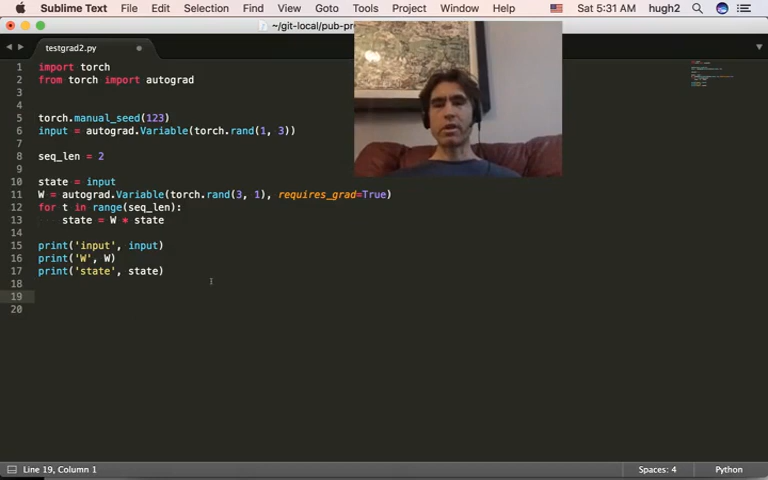 Sublime Text File Edit Selection Find View Goto Tools Project Window Help Sat 5:31 AM hugh2
~/git-local/pub-pr
testgrad2.py
1 import torch
2 from torch import autograd
3
4
5 torch.manual_seed(123)
6 input = autograd.Variable(torch.rand(1, 3))
7
8 seq_len = 2
9
10 state = input
11 W = autograd.Variable(torch.rand(3, 1), requires_grad=True)
12 for t in range(seq_len):
13 state = W * state
14
15 print('input', input)
16 print('W', W)
17 print('state', state)
18
19
20
Line 19, Column 1 Spaces: 4 Python